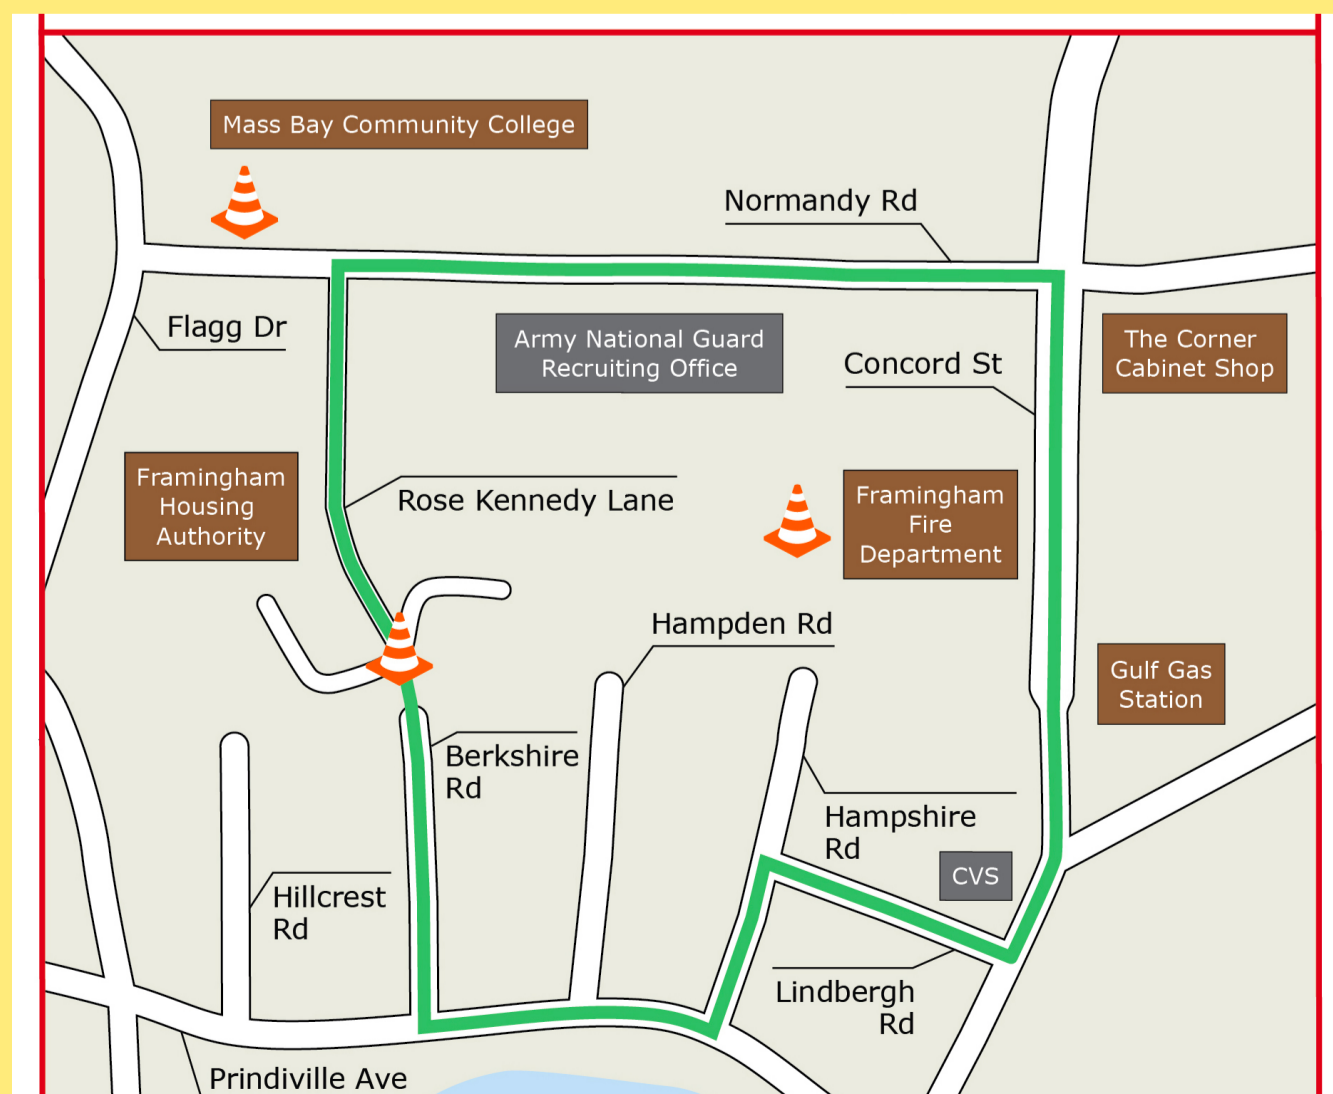 Mass Bay Community College
Normandy Rd
Flagg Dr
Army National Guard
Recruiting Office
Concord St
The Corner
Cabinet Shop
Framingham
Housing
Authority
Rose Kennedy Lane
Framingham
Fire
Department
Hampden Rd
Gulf Gas
Station
Berkshire
Rd
Hampshire
Rd
CVS
Hillcrest
Rd
Lindbergh
Rd
Prindiville Ave